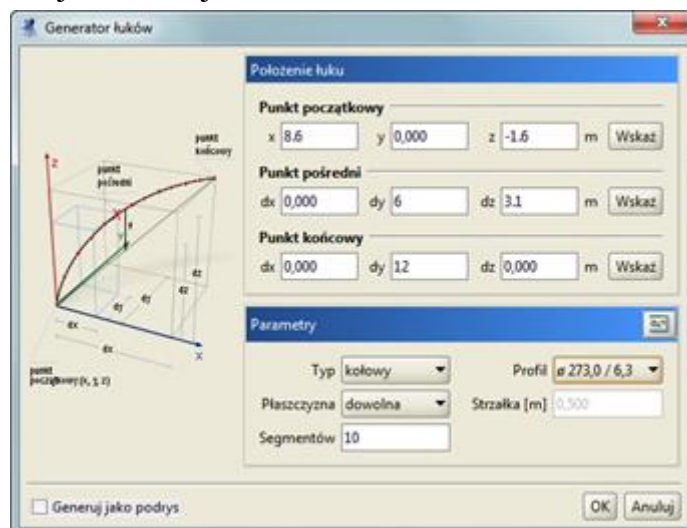 Generator łuków
Położenie łuku
Punkt początkowy
x 8.6 y 0,000 z -1.6 m Wskaż
Punkt pośredni
dx 0,000 dy 6 dz 3.1 m Wskaż
Punkt końcowy
dx 0,000 dy 12 dz 0,000 m Wskaż
Parametry
Typ kołowy Profil ø 273,0 / 6,3
Płaszczyzna dowolna Strzałka [m] 0,500
Segmentów 10
z
punkt
pośredni
punkt
końcowy
f
dz
dz
dy
dy
dx
dx
x
punkt
początkowy (x, y, z)
Generuj jako podrys
OK Anuluj